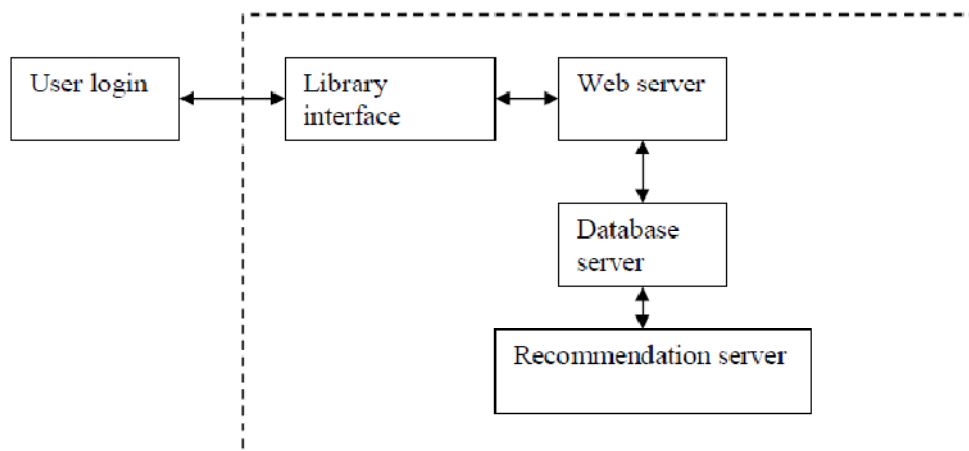 User login
Library
interface
Web server
Database
server
Recommendation server